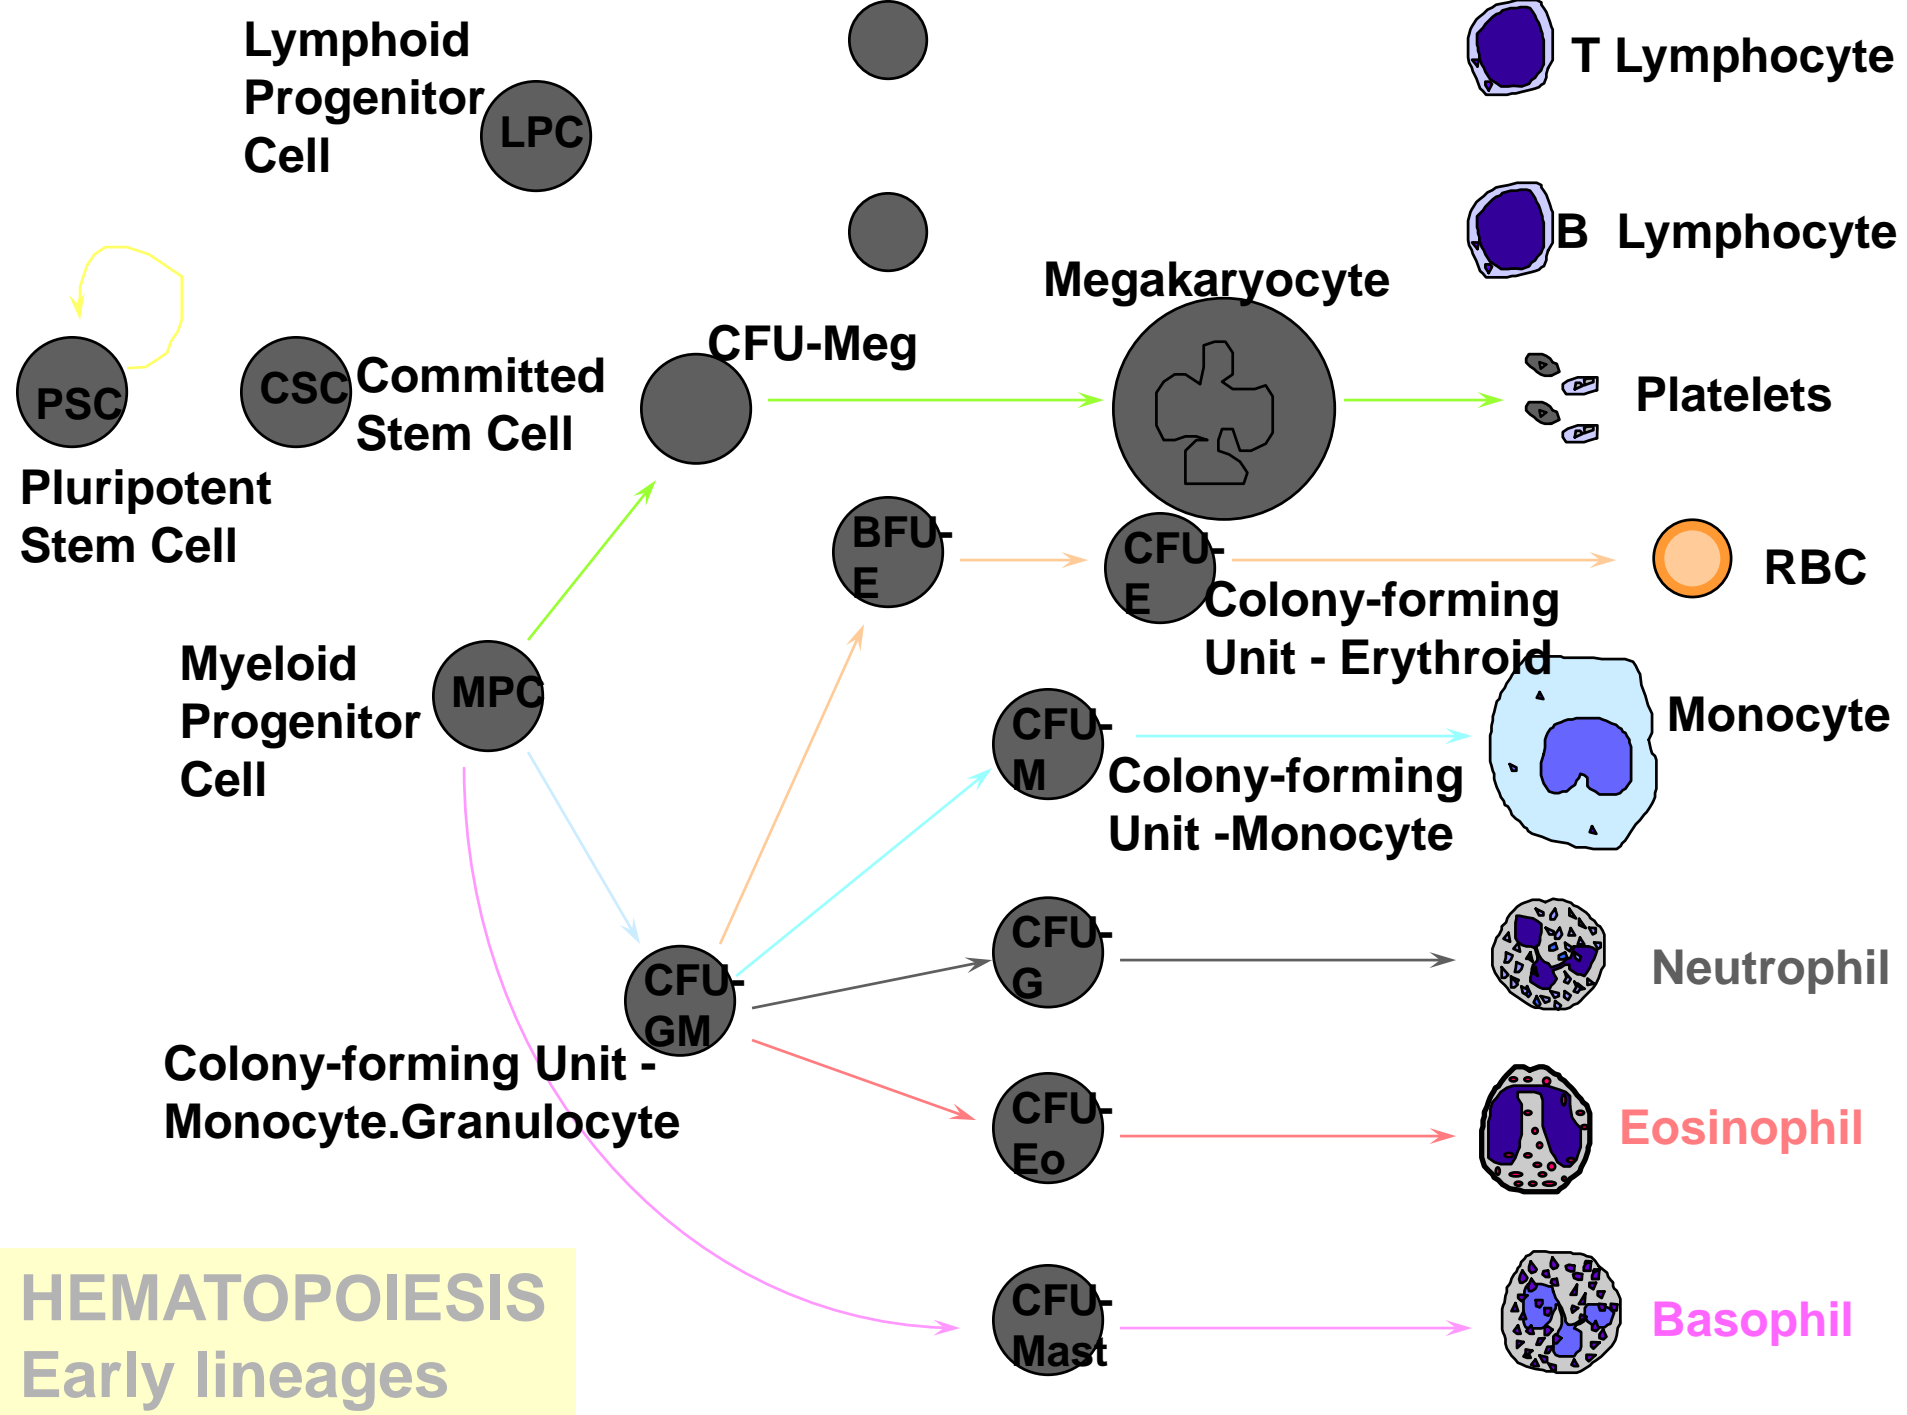 Lymphoid
Progenitor
Cell
LPC
T Lymphocyte
B  Lymphocyte
Megakaryocyte
CFU-Meg
PSC
CSC
Committed
Stem Cell
Platelets
Pluripotent
Stem Cell
BFU-
E
CFU-
E
RBC
Colony-forming
Unit - Erythroid
Myeloid
Progenitor
Cell
MPC
CFU-
M
Monocyte
Colony-forming
Unit -Monocyte
CFU-
G
Neutrophil
CFU-
GM
Colony-forming Unit -
Monocyte.Granulocyte
CFU-
Eo
Eosinophil
CFU-
Mast
Basophil
HEMATOPOIESIS
Early lineages